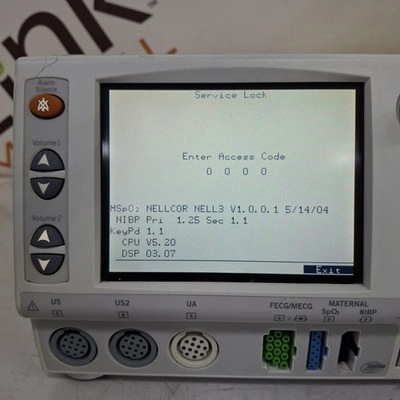 Alarm
Silence
Volume 1
Volume 2
Service Lock
Enter Access Code
0 0 0 0
MSpO₂ NELLCOR NELL3 V1.0.0.1 5/14/04
NIBP Pri 1.25 Sec 1.1
KeyPd 1.1
CPU V5.20
DSP 03.07
Exit
US
US2
UA
FECG/MECG
MATERNAL
SpO₂
NIBP